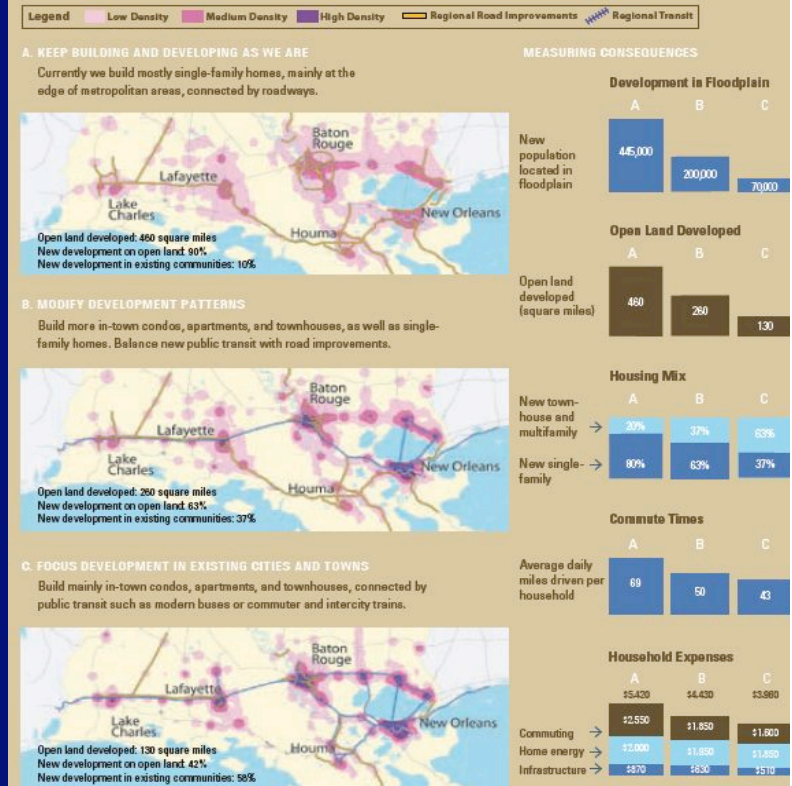 Legend Low Density Medium Density High Density Regional Road Improvements Regional Transit
A. KEEP BUILDING AND DEVELOPING AS WE ARE
Currently we build mostly single-family homes, mainly at the
edge of metropolitan areas, connected by roadways.
Baton
Rouge
Lafayette
Lake
Charles
New Orleans
Houma
Open land developed: 460 square miles
New development on open land: 90%
New development in existing communities: 10%
B. MODIFY DEVELOPMENT PATTERNS
Build more in-town condos, apartments, and townhouses, as well as single-
family homes. Balance new public transit with road improvements.
Baton
Rouge
Lafayette
Lake
Charles
New Orleans
Houma
Open land developed: 260 square miles
New development on open land: 63%
New development in existing communities: 37%
C. FOCUS DEVELOPMENT IN EXISTING CITIES AND TOWNS
Build mainly in-town condos, apartments, and townhouses, connected by
public transit such as modern buses or commuter and intercity trains.
Baton
Rouge
Lafayette
Lake
Charles
New Orleans
Houma
Open land developed: 130 square miles
New development on open land: 42%
New development in existing communities: 58%
MEASURING CONSEQUENCES
Development in Floodplain
A B C
New
population
located in
floodplain
445,000 200,000 70,000
Open Land Developed
A B C
Open land
developed
(square miles)
460 260 130
Housing Mix
A B C
New town-
house and
multifamily →
20% 37% 63%
New single- →
family
80% 63% 37%
Commute Times
A B C
Average daily
miles driven per
household
69 50 43
Household Expenses
A B C
$5,420 $4,430 $3,960
Commuting → $2,550 $1,850 $1,600
Home energy → $2,000 $1,850 $1,850
Infrastructure → $870 $630 $510